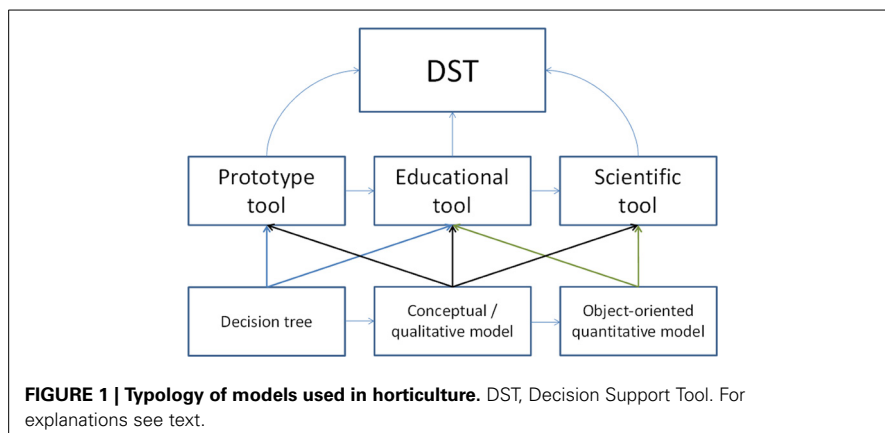 DST
Prototype
tool
Educational
tool
Scientific
tool
Decision tree
Conceptual /
qualitative model
Object-oriented
quantitative model
FIGURE 1 | Typology of models used in horticulture. DST, Decision Support Tool. For
explanations see text.